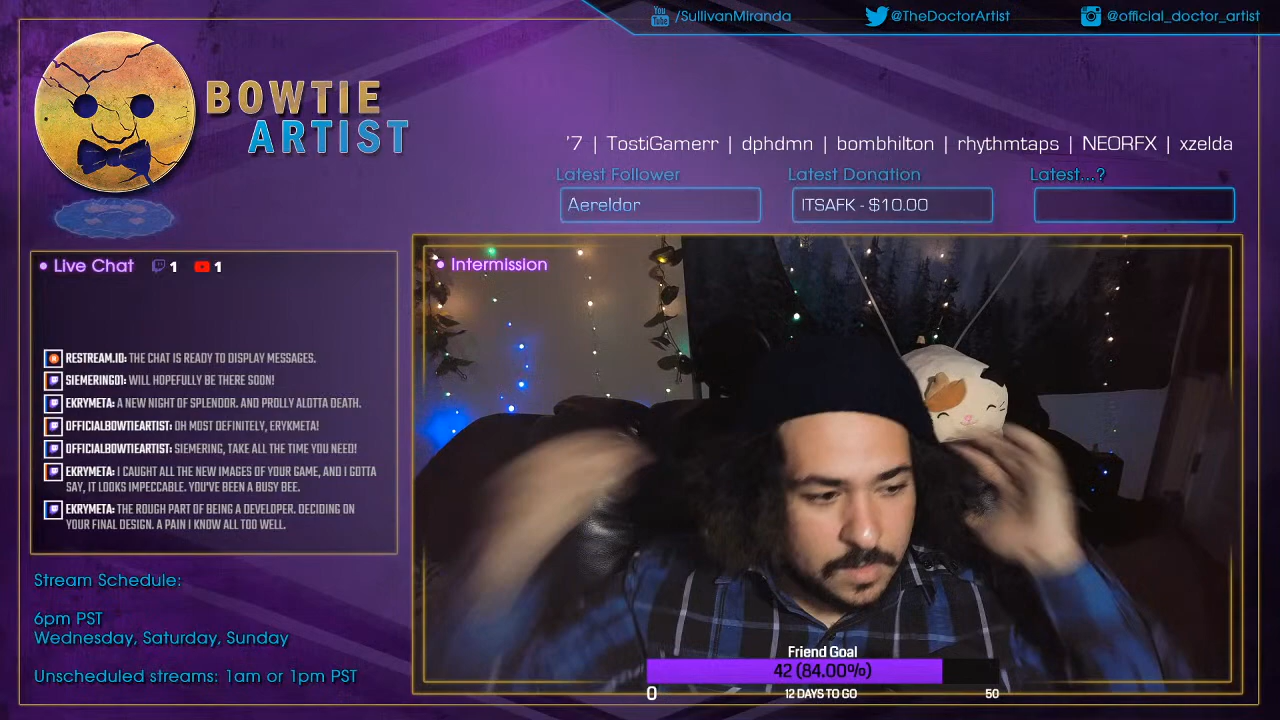 You Tube /SullivanMiranda @TheDoctorArtist @official_doctor_artist
BOWTIE
ARTIST
'7 | TostiGamerr | dphdmn | bombhilton | rhythmtaps | NEORFX | xzelda
Latest Follower Latest Donation Latest...?
Aereldor ITSAFK - $10.00
• Live Chat 1 1
• Intermission
RESTREAM.IO: THE CHAT IS READY TO DISPLAY MESSAGES.
SIEMERING01: WILL HOPEFULLY BE THERE SOON!
EKRYMETA: A NEW NIGHT OF SPLENDOR. AND PROLLY ALOTTA DEATH.
OFFICIALBOWTIEARTIST: OH MOST DEFINITELY, ERYKMETA!
OFFICIALBOWTIEARTIST: SIEMERING, TAKE ALL THE TIME YOU NEED!
EKRYMETA: I CAUGHT ALL THE NEW IMAGES OF YOUR GAME, AND I GOTTA
SAY, IT LOOKS IMPECCABLE. YOU'VE BEEN A BUSY BEE.
EKRYMETA: THE ROUGH PART OF BEING A DEVELOPER. DECIDING ON
YOUR FINAL DESIGN. A PAIN I KNOW ALL TOO WELL.
Stream Schedule:
6pm PST
Wednesday, Saturday, Sunday
Unscheduled streams: 1am or 1pm PST
Friend Goal
42 (84.00%)
0 12 DAYS TO GO 50